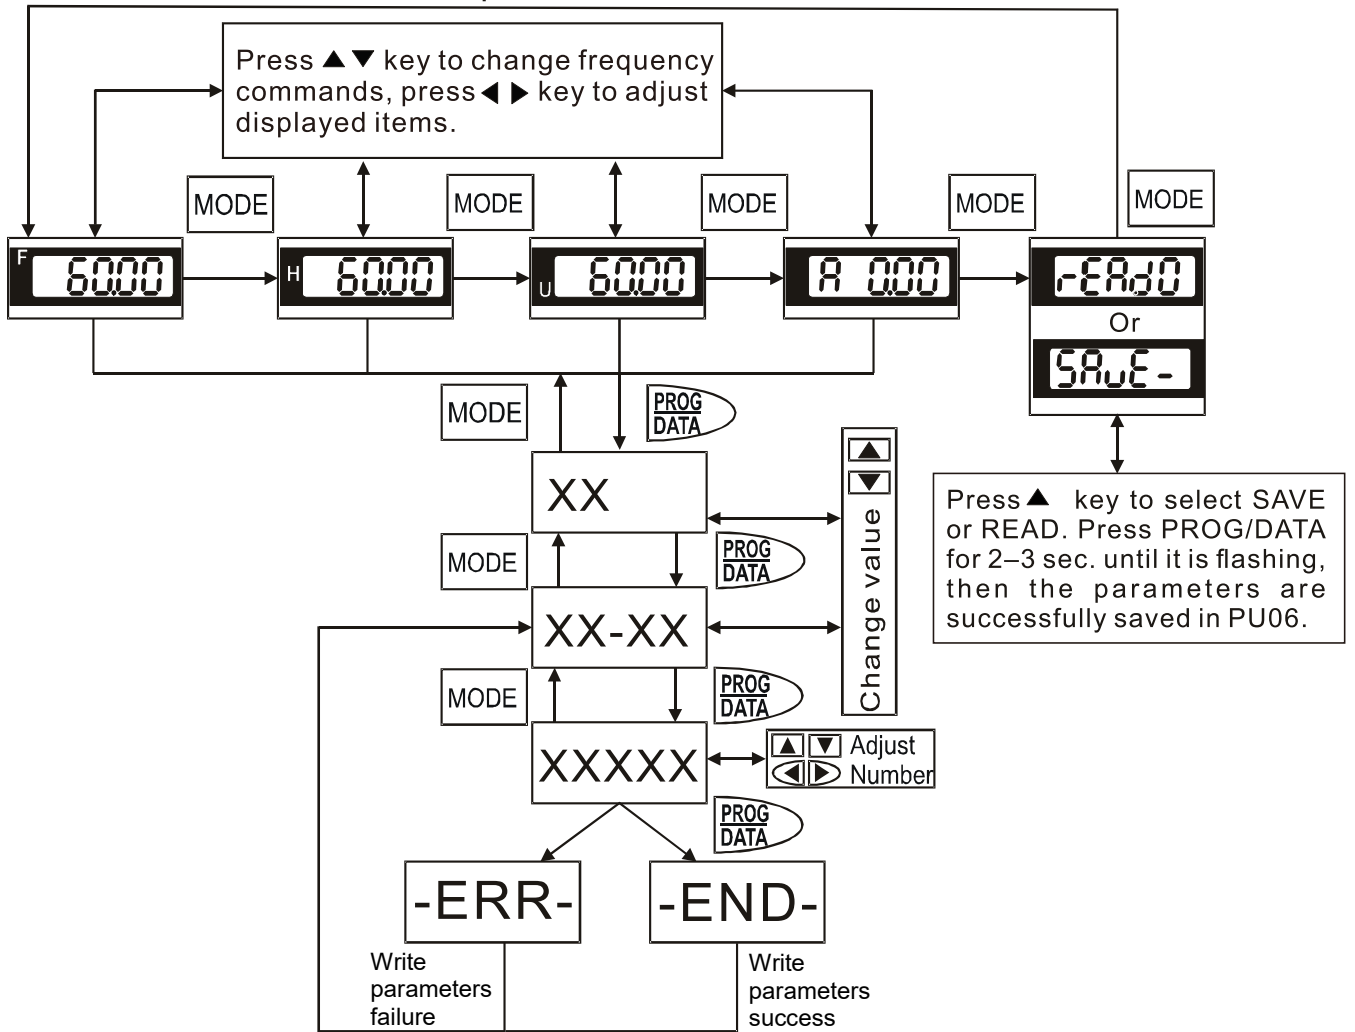 Press ▲ ▼ key to change frequency
commands, press ◀ ▶ key to adjust
displayed items.
MODE
MODE
MODE
MODE
MODE
F 60.00
H 60.00
U 60.00
A 0.00
rEAd0
Or
SAvE-
MODE
PROG
DATA
XX
MODE
PROG
DATA
XX-XX
MODE
PROG
DATA
XXXXX
PROG
DATA
▲
▼
Change value
▲ ▼ Adjust
◀ ▶ Number
Press ▲ key to select SAVE
or READ. Press PROG/DATA
for 2–3 sec. until it is flashing,
then the parameters are
successfully saved in PU06.
-ERR-
-END-
Write
parameters
failure
Write
parameters
success